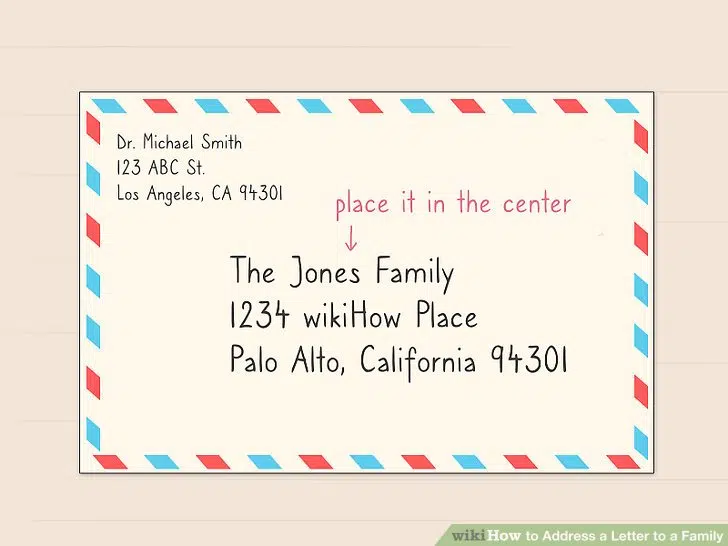 Dr. Michael Smith
123 ABC St.
Los Angeles, CA 94301
place it in the center
The Jones Family
1234 wikiHow Place
Palo Alto, California 94301
wikiHow to Address a Letter to a Family